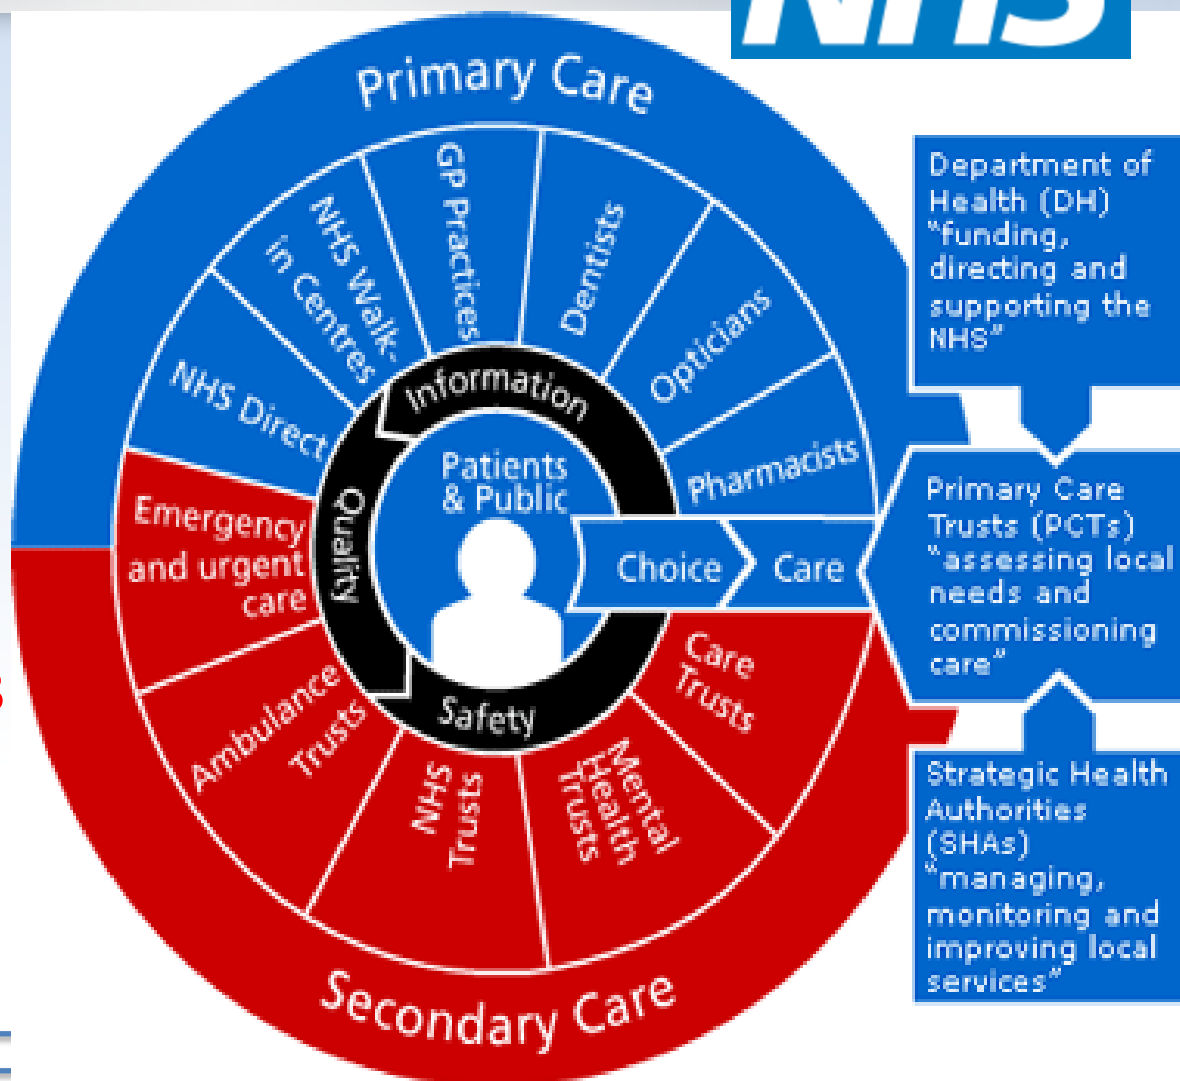 NHS
Primary Care
GP Practices
Dentists
NHS Walk-
in Centres
Opticians
NHS Direct
Pharmacists
Information
Quality
Safety
Patients
& Public
Choice
Care
Emergency
and urgent
care
Ambulance
Trusts
NHS
Trusts
Mental
Health
Trusts
Care
Trusts
Secondary Care
Department of
Health (DH)
"funding,
directing and
supporting the
NHS"
Primary Care
Trusts (PCTs)
"assessing local
needs and
commissioning
care"
Strategic Health
Authorities
(SHAs)
"managing,
monitoring and
improving local
services"